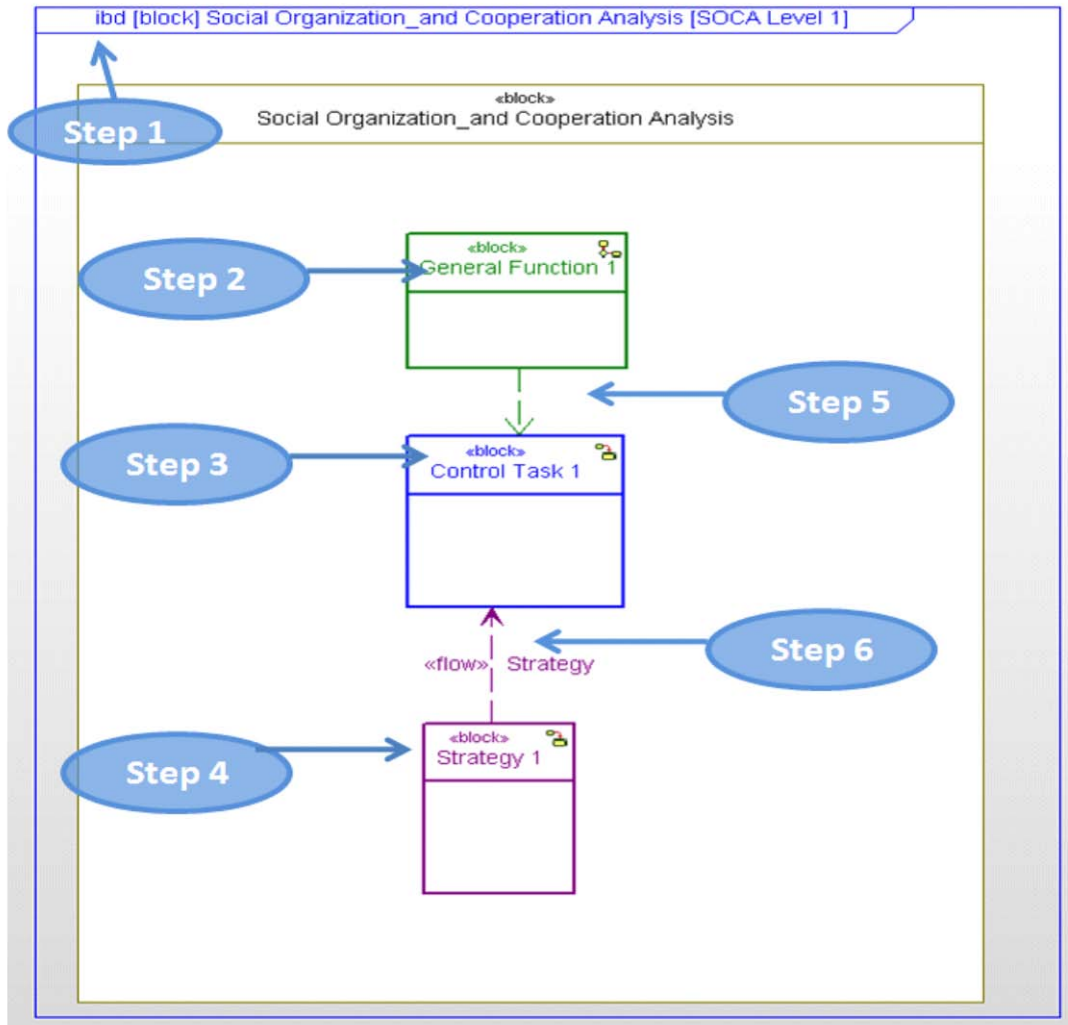 ibd [block] Social Organization_and Cooperation Analysis [SOCA Level 1]
«block»
Social Organization_and Cooperation Analysis
Step 1
«block»
General Function 1
Step 2
Step 5
«block»
Control Task 1
Step 3
Step 6
«flow» Strategy
«block»
Strategy 1
Step 4